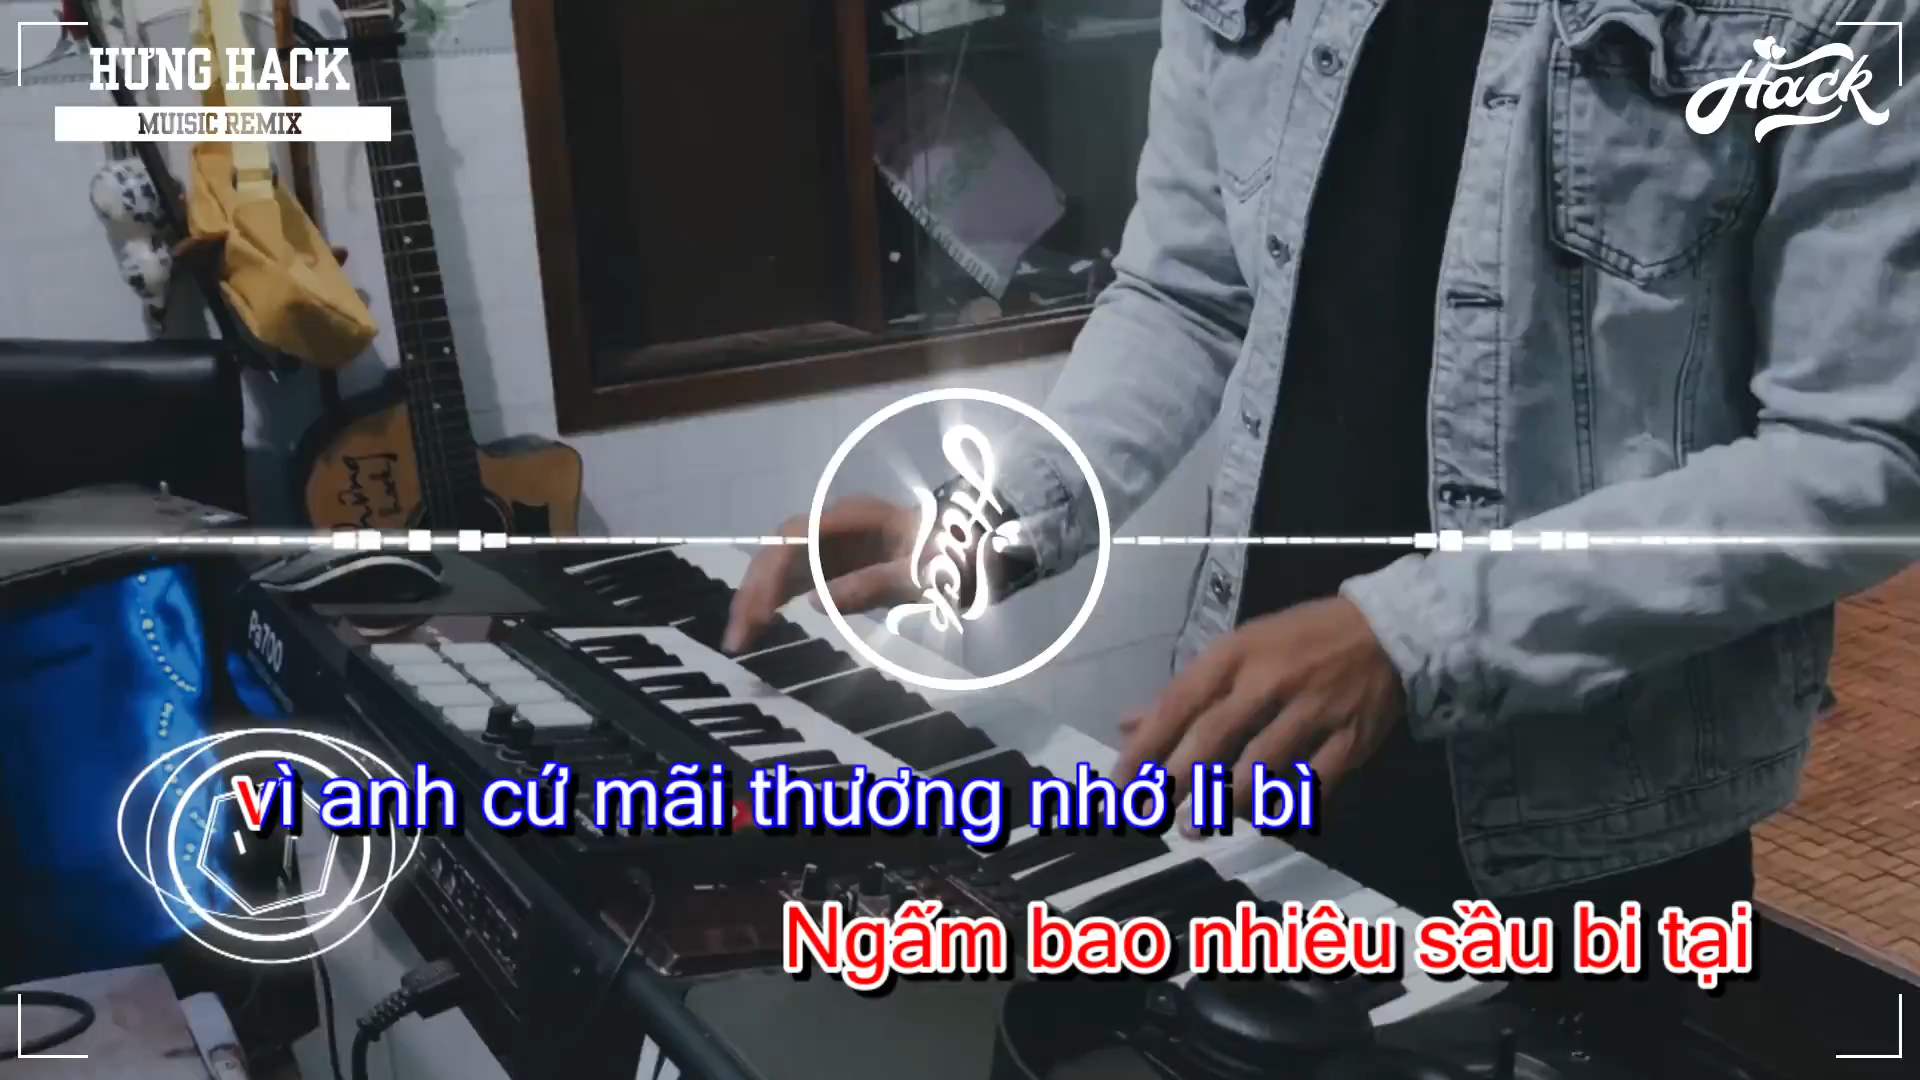 HƯNG HACK
MUISIC REMIX
Hack
Hack
Pa700
vì anh cứ mãi thương nhớ li bì
Ngấm bao nhiêu sầu bi tại